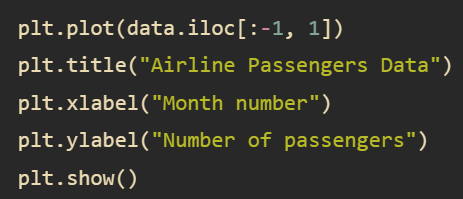 plt.plot(data.iloc[:-1, 1])
plt.title("Airline Passengers Data")
plt.xlabel("Month number")
plt.ylabel("Number of passengers")
plt.show()